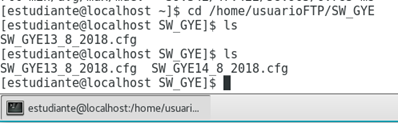 [estudiante@localhost ~]$ cd /home/usuarioFTP/SW_GYE
[estudiante@localhost SW_GYE]$ ls
SW_GYE13_8_2018.cfg
[estudiante@localhost SW_GYE]$ ls
SW_GYE13_8_2018.cfg  SW_GYE14_8_2018.cfg
[estudiante@localhost SW_GYE]$
estudiante@localhost:/home/usuari...